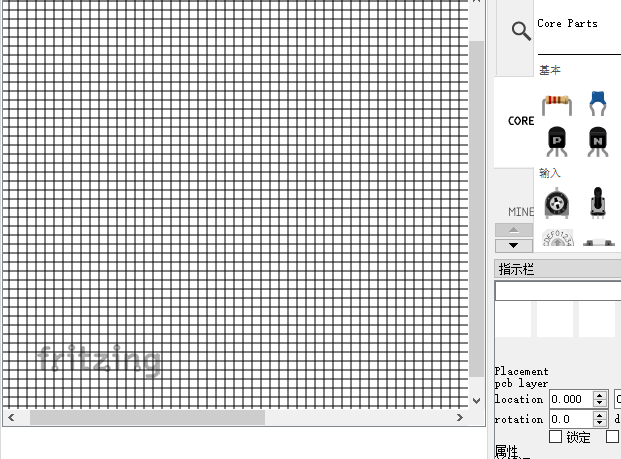 Core Parts
基本
CORE
P
N
输入
MINE
指示栏
fritzing
Placement
pcb layer
location 0.000
rotation 0.0 d
锁定
属性